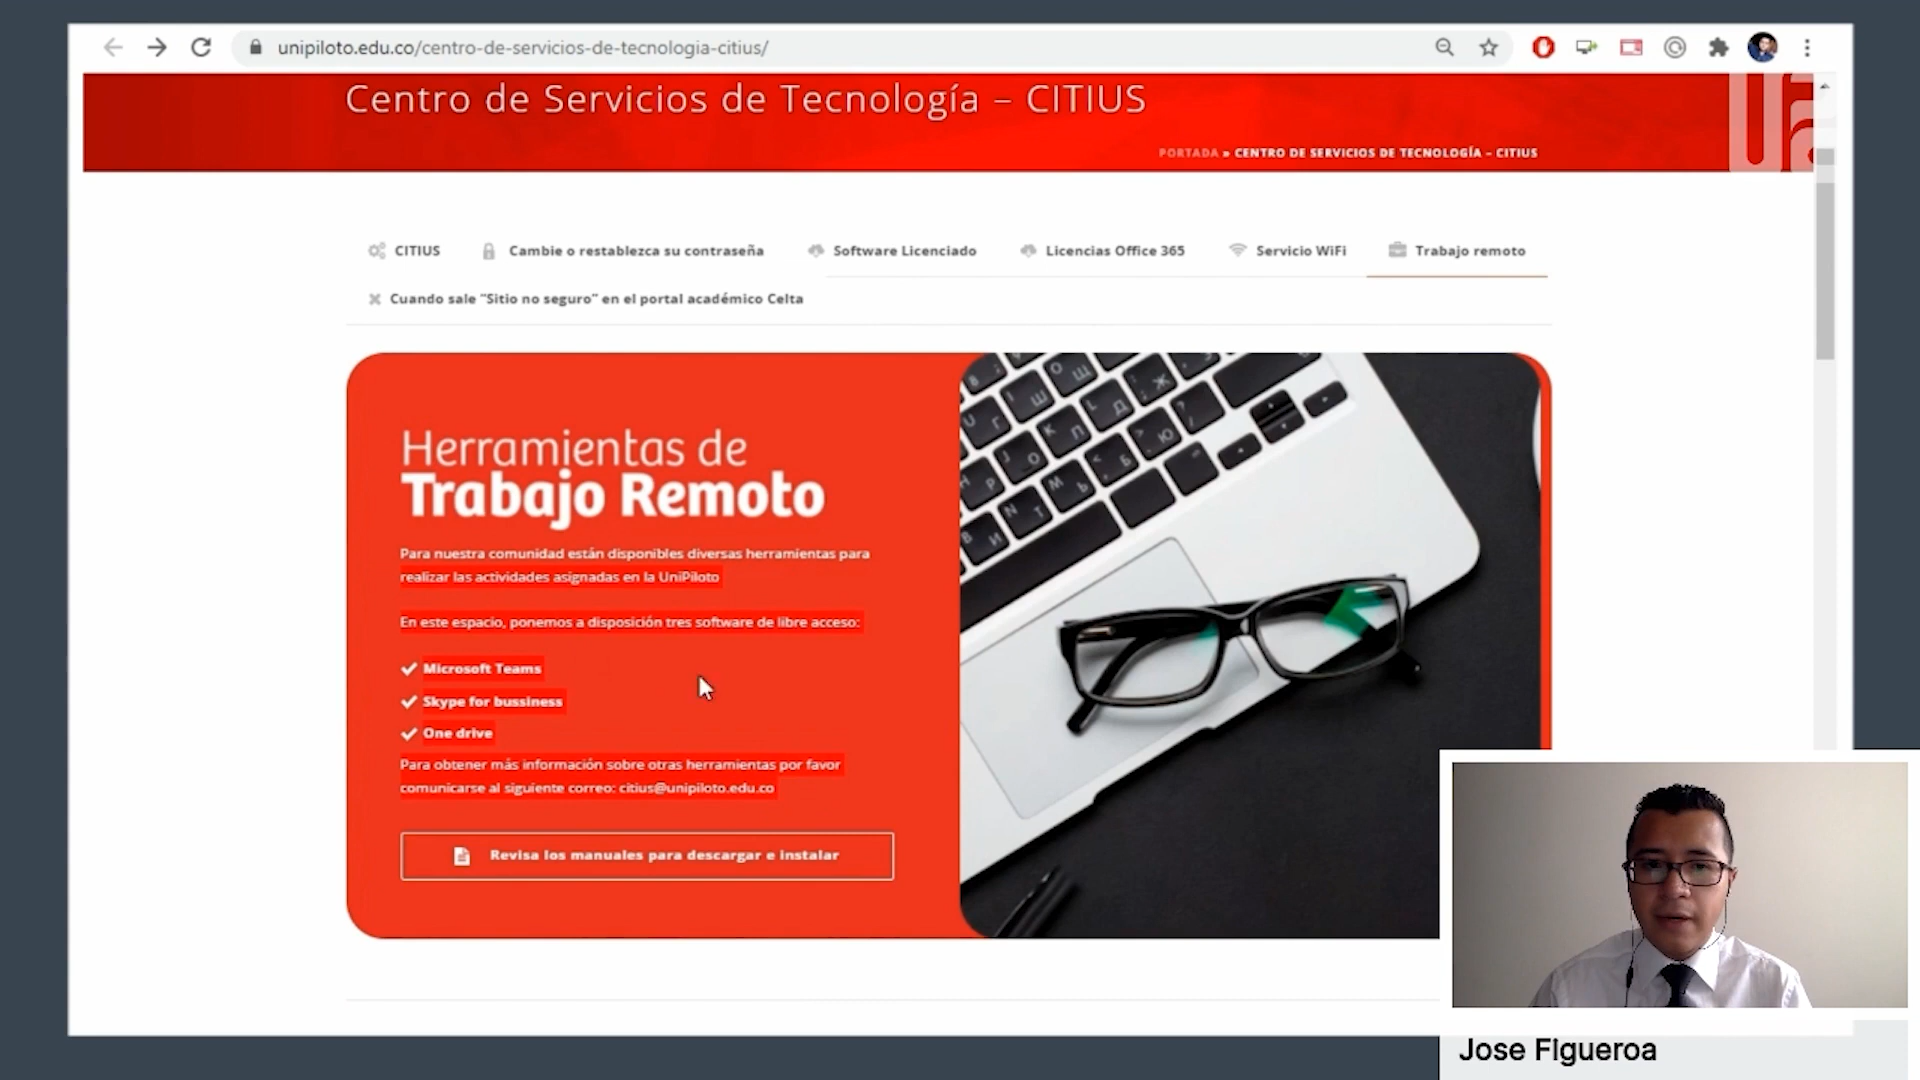 unipiloto.edu.co/centro-de-servicios-de-tecnologia-citius/
Centro de Servicios de Tecnología – CITIUS
PORTADA » CENTRO DE SERVICIOS DE TECNOLOGÍA – CITIUS
CITIUS
Cambie o restablezca su contraseña
Software Licenciado
Licencias Office 365
Servicio WiFi
Trabajo remoto
Cuando sale "Sitio no seguro" en el portal académico Celta
Herramientas de
Trabajo Remoto
Para nuestra comunidad están disponibles diversas herramientas para
realizar las actividades asignadas en la UniPiloto
En este espacio, ponemos a disposición tres software de libre acceso:
Microsoft Teams
Skype for bussiness
One drive
Para obtener más información sobre otras herramientas por favor
comunicarse al siguiente correo: citius@unipiloto.edu.co
Revisa los manuales para descargar e instalar
Jose Figueroa